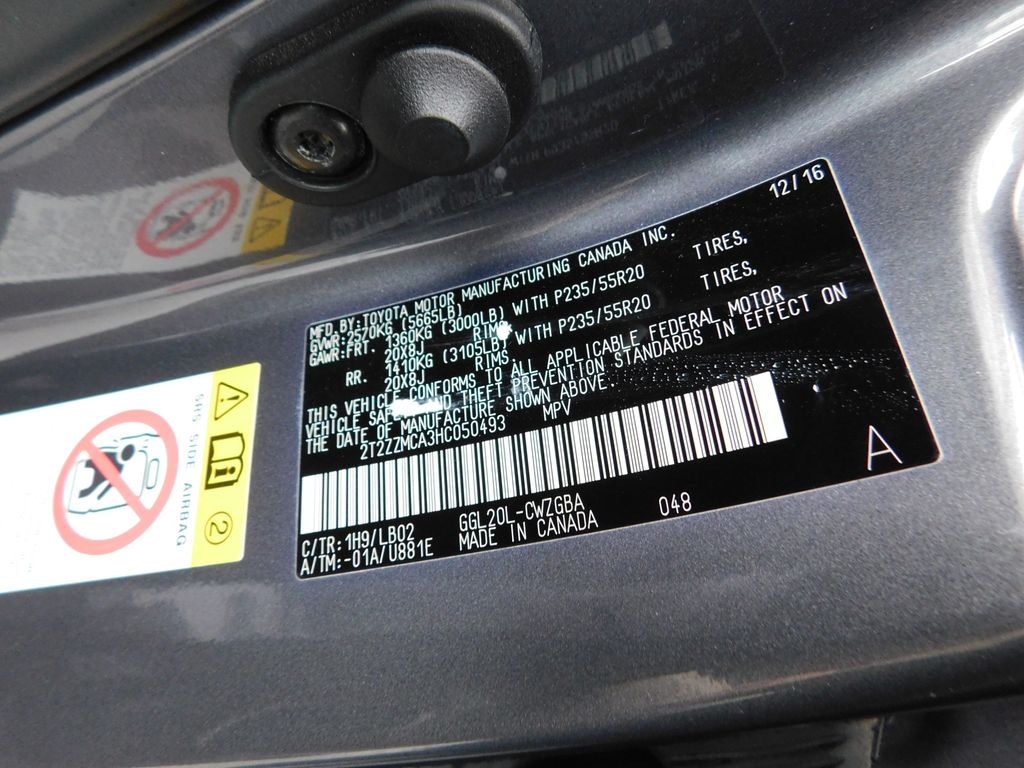 12/16
MFD.BY:TOYOTA MOTOR MANUFACTURING CANADA INC.
GVWR:2570KG (5665LB)
GAWR:FRT. 1360KG (3000LB) WITH P235/55R20 TIRES,
20X8J RIMS
RR. 1410KG (3105LB) WITH P235/55R20 TIRES,
20X8J RIMS
THIS VEHICLE CONFORMS TO ALL APPLICABLE FEDERAL MOTOR
VEHICLE SAFETY AND THEFT PREVENTION STANDARDS IN EFFECT ON
THE DATE OF MANUFACTURE SHOWN ABOVE.
2T2ZZMCA3HC050493 MPV
A
C/TR:1H9/LB02 GGL20L-CWZGBA 048
A/TM:-01A/U881E MADE IN CANADA
SRS SIDE AIRBAG
2